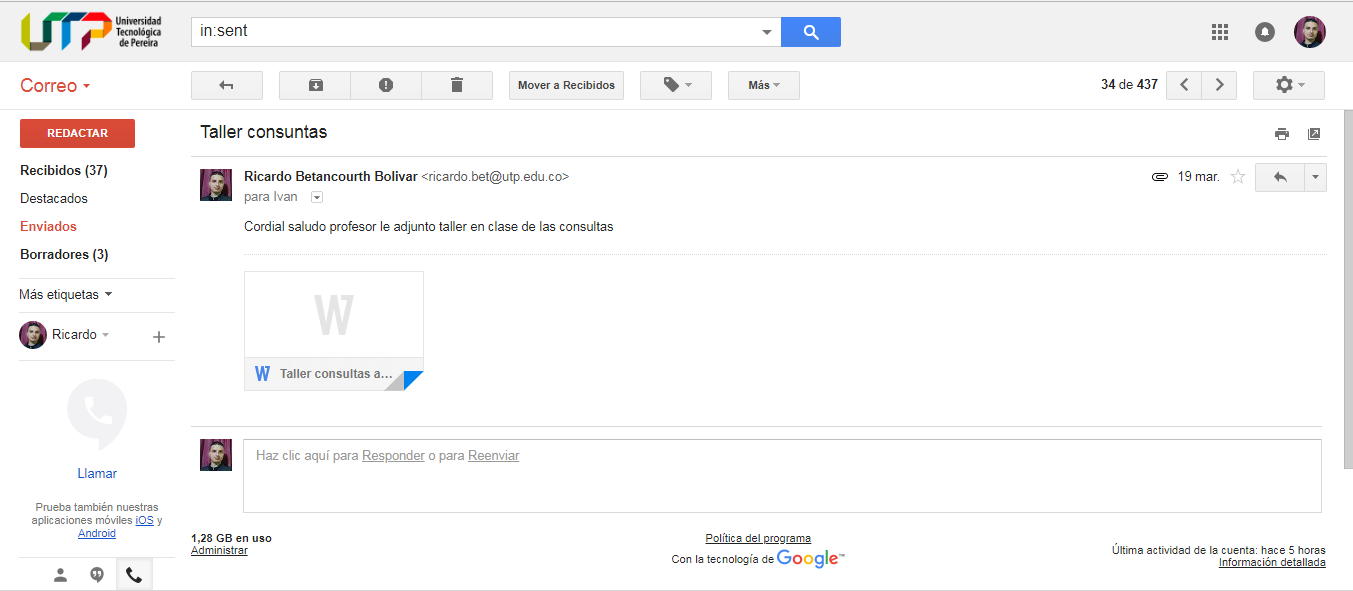 UTP Universidad
Tecnológica
de Pereira
in:sent
Correo
Mover a Recibidos
Más
34 de 437
REDACTAR
Taller consuntas
Recibidos (37)
Destacados
Enviados
Borradores (3)
Más etiquetas
Ricardo
Ricardo Betancourth Bolivar <ricardo.bet@utp.edu.co>
19 mar.
para Ivan
Cordial saludo profesor le adjunto taller en clase de las consultas
W
W Taller consultas a...
Llamar
Prueba también nuestras
aplicaciones móviles iOS y
Android
Haz clic aquí para Responder o para Reenviar
1,28 GB en uso
Administrar
Política del programa
Con la tecnología de Google™
Última actividad de la cuenta: hace 5 horas
Información detallada